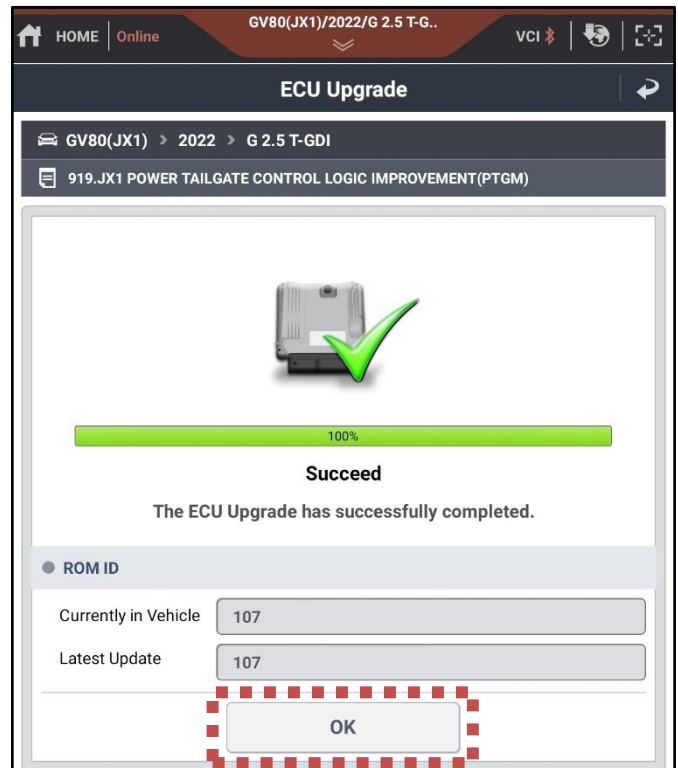 HOME Online GV80(JX1)/2022/G 2.5 T-G.. VCI
ECU Upgrade
GV80(JX1) > 2022 > G 2.5 T-GDI
919.JX1 POWER TAILGATE CONTROL LOGIC IMPROVEMENT(PTGM)
100%
Succeed
The ECU Upgrade has successfully completed.
ROM ID
Currently in Vehicle 107
Latest Update 107
OK